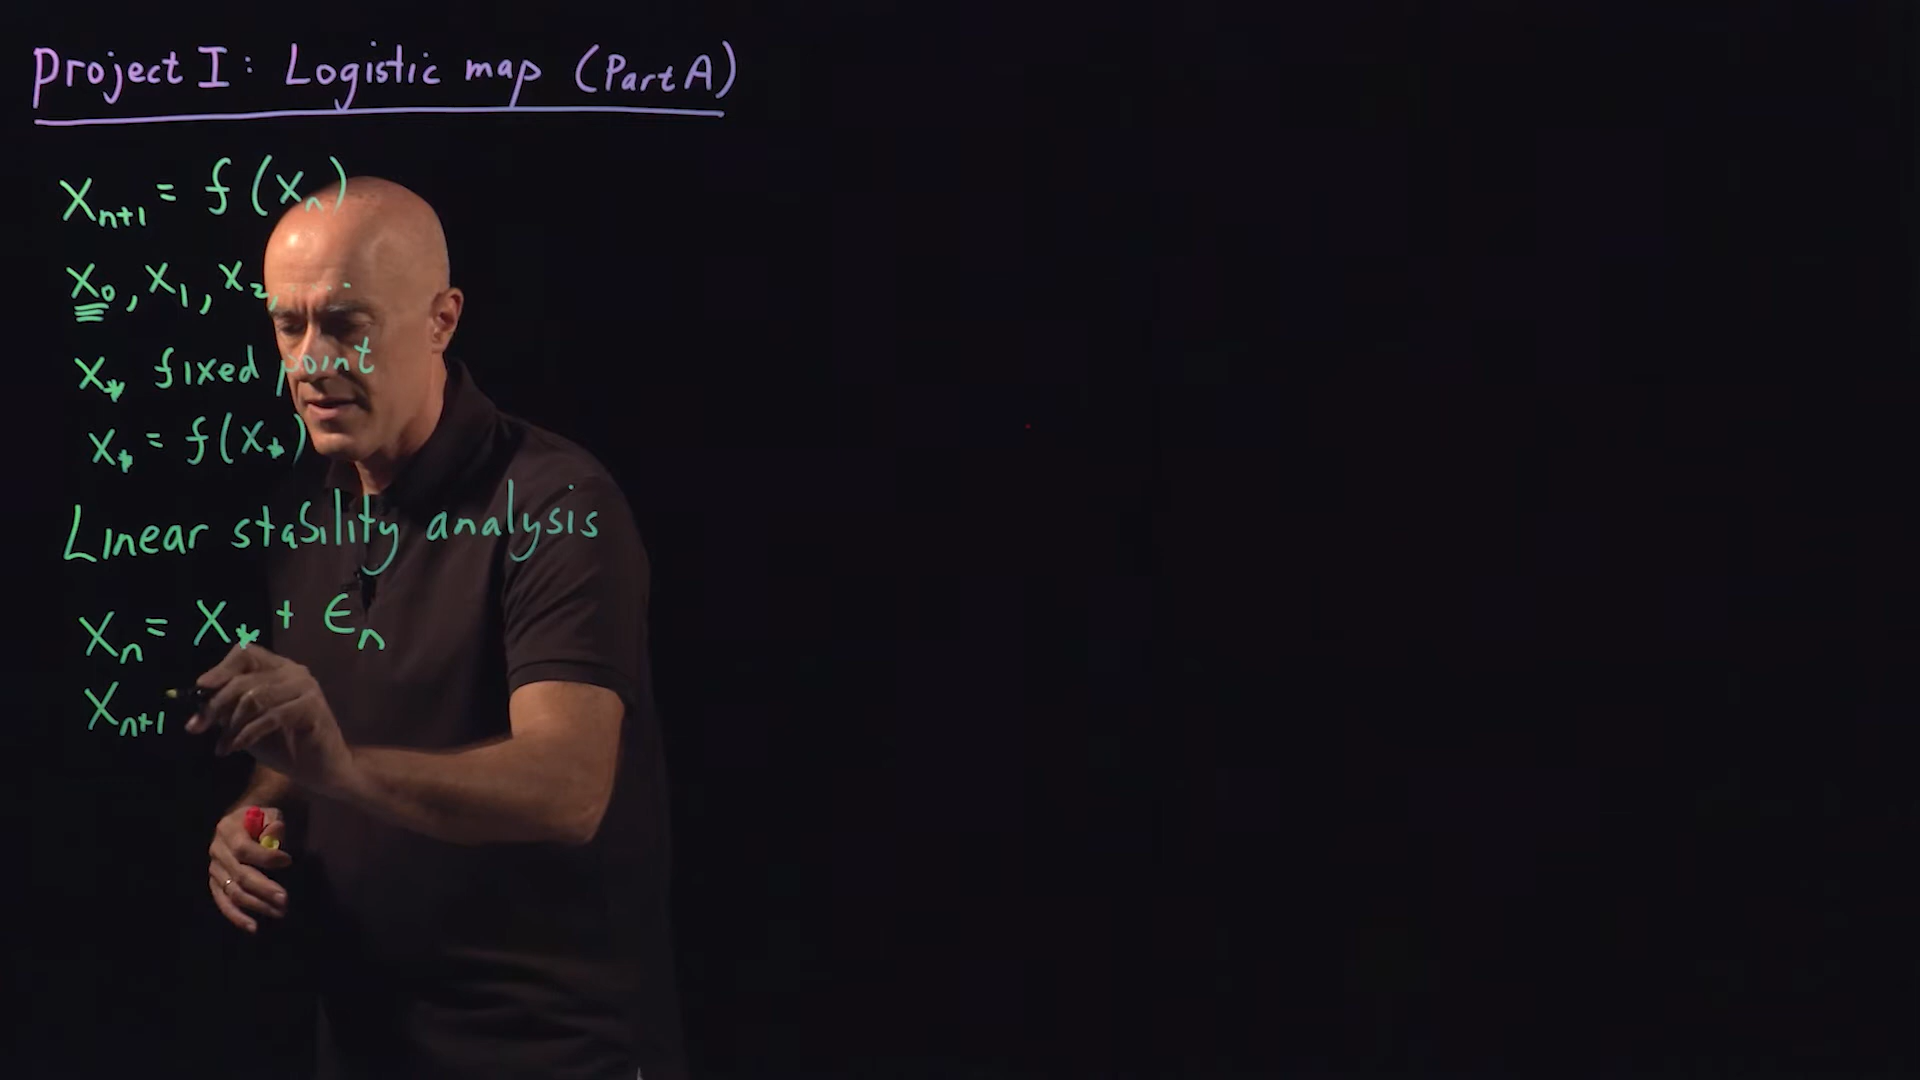 Project I: Logistic map (Part A)
Xₙ₊₁ = f(Xₙ)
X₀, X₁, X₂, ....
X⁎ fixed point
X⁎ = f(X⁎)
Linear stability analysis
Xₙ = X⁎ + ϵₙ
Xₙ₊₁